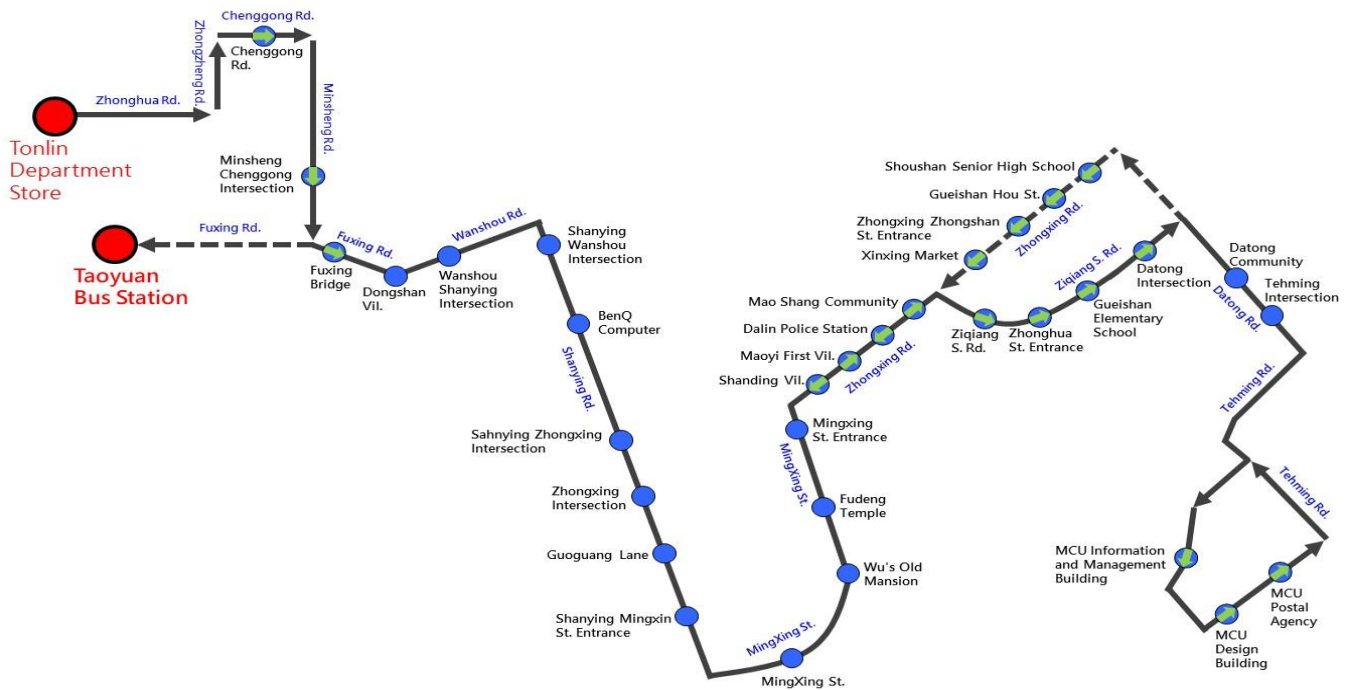 Chenggong Rd.
Zhongzheng Rd.
Chenggong
Rd.
Zhonghua Rd.
Minsheng Rd.
Tonlin
Department
Store
Minsheng
Chenggong
Intersection
Fuxing Rd.
Taoyuan
Bus Station
Fuxing
Bridge
Fuxing Rd.
Dongshan
Vil.
Wanshou Rd.
Wanshou
Shanying
Intersection
Shanying
Wanshou
Intersection
BenQ
Computer
Shanying Rd.
Sahnying Zhongxing
Intersection
Zhongxing
Intersection
Guoguang Lane
Shanying Mingxin
St. Entrance
MingXing St.
MingXing St.
Wu's Old
Mansion
Fudeng
Temple
MingXing St.
Mingxing
St. Entrance
Shanding Vil.
Maoyi First Vil.
Dalin Police Station
Mao Shang Community
Zhongxing Rd.
Shoushan Senior High School
Gueishan Hou St.
Zhongxing Zhongshan
St. Entrance
Xinxing Market
Zhongxing Rd.
Ziqiang
S. Rd.
Zhonghua
St. Entrance
Gueishan
Elementary
School
Ziqiang S. Rd.
Datong
Intersection
Datong
Community
Tehming
Intersection
Datong Rd.
Tehming Rd.
Tehming Rd.
MCU Information
and Management
Building
MCU
Postal
Agency
MCU
Design
Building